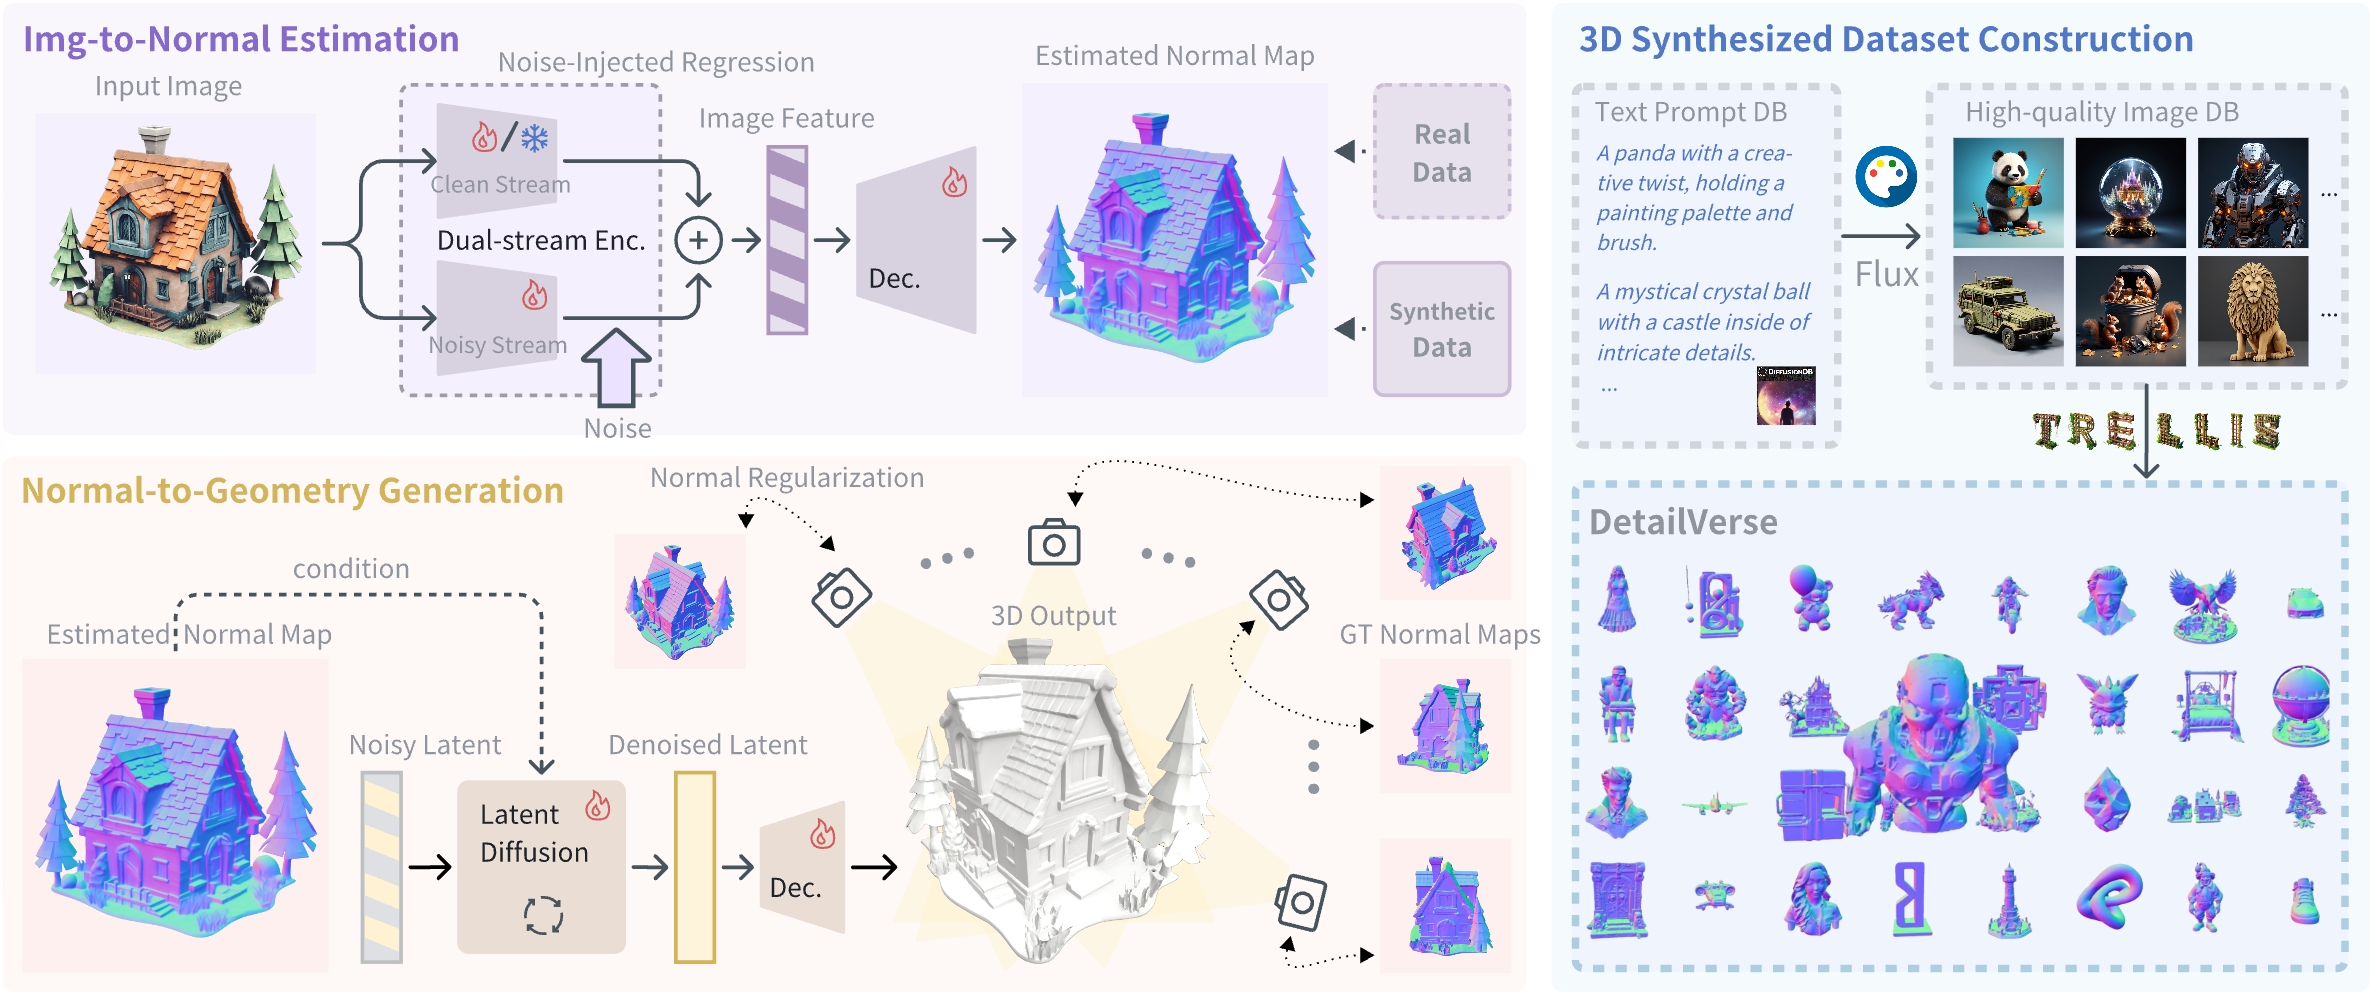 Img-to-Normal Estimation
Input Image
Noise-Injected Regression
Clean Stream
Dual-stream Enc.
Noisy Stream
Noise
Image Feature
Dec.
Estimated Normal Map
Real
Data
Synthetic
Data
Normal-to-Geometry Generation
condition
Estimated Normal Map
Noisy Latent
Latent
Diffusion
Denoised Latent
Dec.
Normal Regularization
3D Output
GT Normal Maps
3D Synthesized Dataset Construction
Text Prompt DB
A panda with a crea-
tive twist, holding a
painting palette and
brush.
A mystical crystal ball
with a castle inside of
intricate details.
...
DIFFUSIONDB
Flux
High-quality Image DB
...
...
TRELLIS
DetailVerse